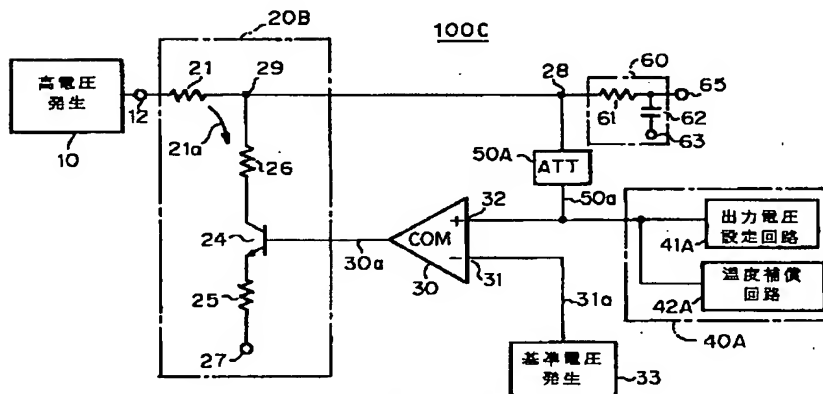 20B
100C
高電圧
発生
10
12
21
29
21a
26
24
25
27
28
60
65
61
62
63
50A
ATT
50a
32
+
COM
−
31
30
30a
31a
出力電圧
設定回路
41A
温度補償
回路
42A
40A
基準電圧
発生
33